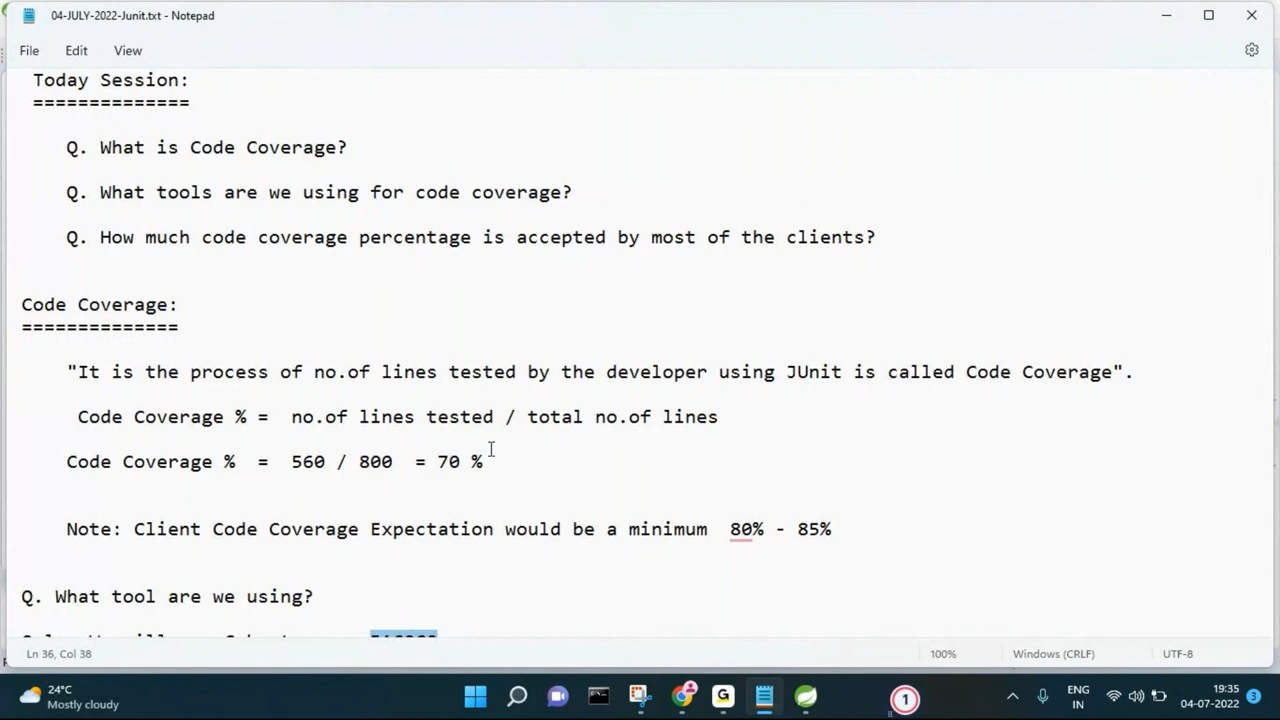 04-JULY-2022-Junit.txt - Notepad
File Edit View
Today Session:
==============
Q. What is Code Coverage?
Q. What tools are we using for code coverage?
Q. How much code coverage percentage is accepted by most of the clients?
Code Coverage:
==============
"It is the process of no.of lines tested by the developer using JUnit is called Code Coverage".
Code Coverage % = no.of lines tested / total no.of lines
Code Coverage % = 560 / 800 = 70 %
Note: Client Code Coverage Expectation would be a minimum 80% - 85%
Q. What tool are we using?
Ln 36, Col 38 100% Windows (CRLF) UTF-8
24°C
Mostly cloudy
G
1
ENG
IN
19:35
04-07-2022
3